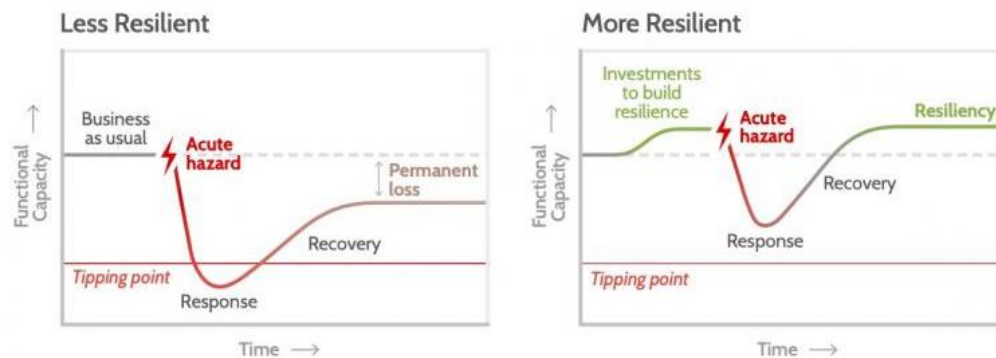 Less Resilient
Functional
Capacity
Business
as usual
Acute
hazard
Permanent
loss
Recovery
Tipping point
Response
Time
More Resilient
Functional
Capacity
Investments
to build
resilience
Acute
hazard
Resiliency
Recovery
Response
Tipping point
Time